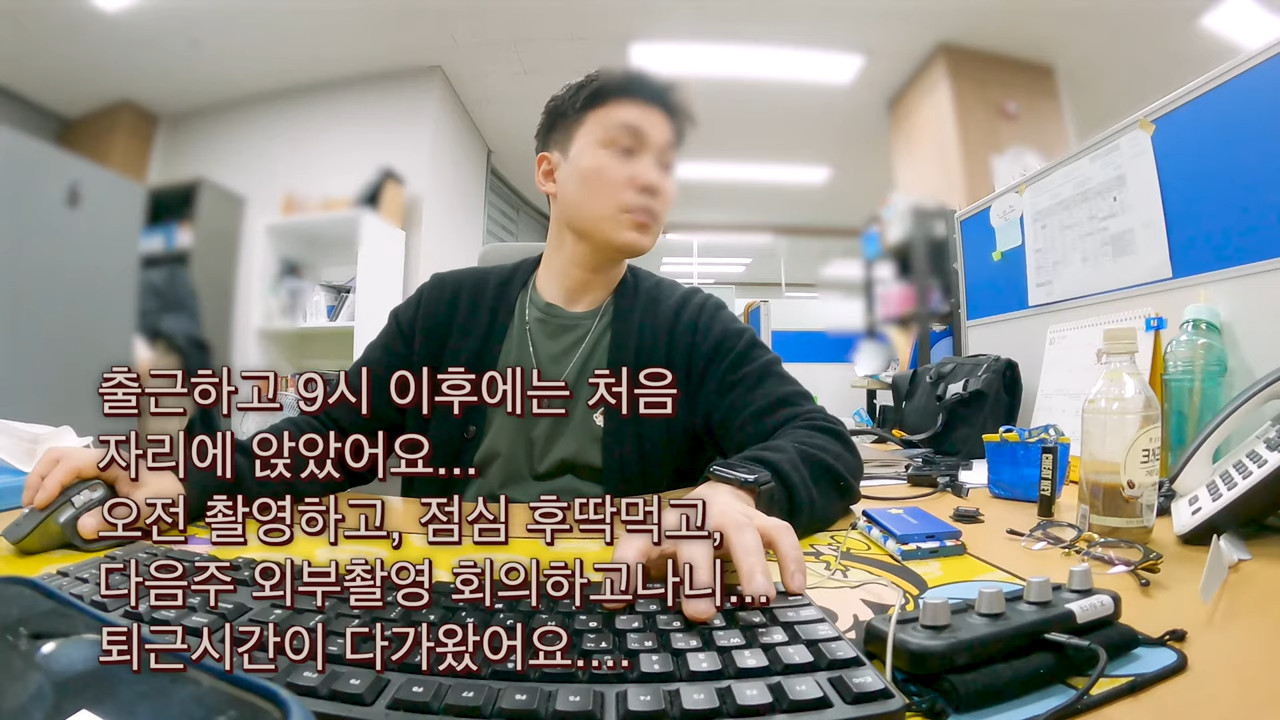 출근하고 9시 이후에는 처음
자리에 앉았어요...
오전 촬영하고, 점심 후딱먹고,
다음주 외부촬영 회의하고나니...
퇴근시간이 다가왔어요....